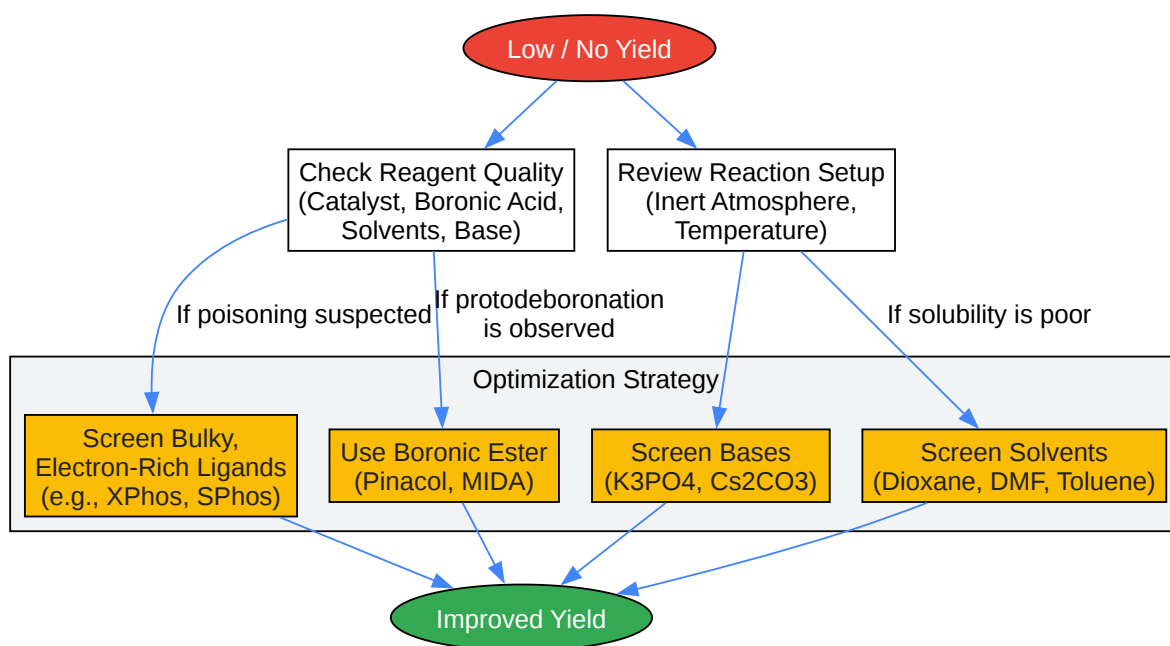 Low / No Yield
Check Reagent Quality
(Catalyst, Boronic Acid,
Solvents, Base)
Review Reaction Setup
(Inert Atmosphere,
Temperature)
If poisoning suspected
If protodeboronation
is observed
If solubility is poor
Optimization Strategy
Screen Bulky,
Electron-Rich Ligands
(e.g., XPhos, SPhos)
Use Boronic Ester
(Pinacol, MIDA)
Screen Bases
(K3PO4, Cs2CO3)
Screen Solvents
(Dioxane, DMF, Toluene)
Improved Yield